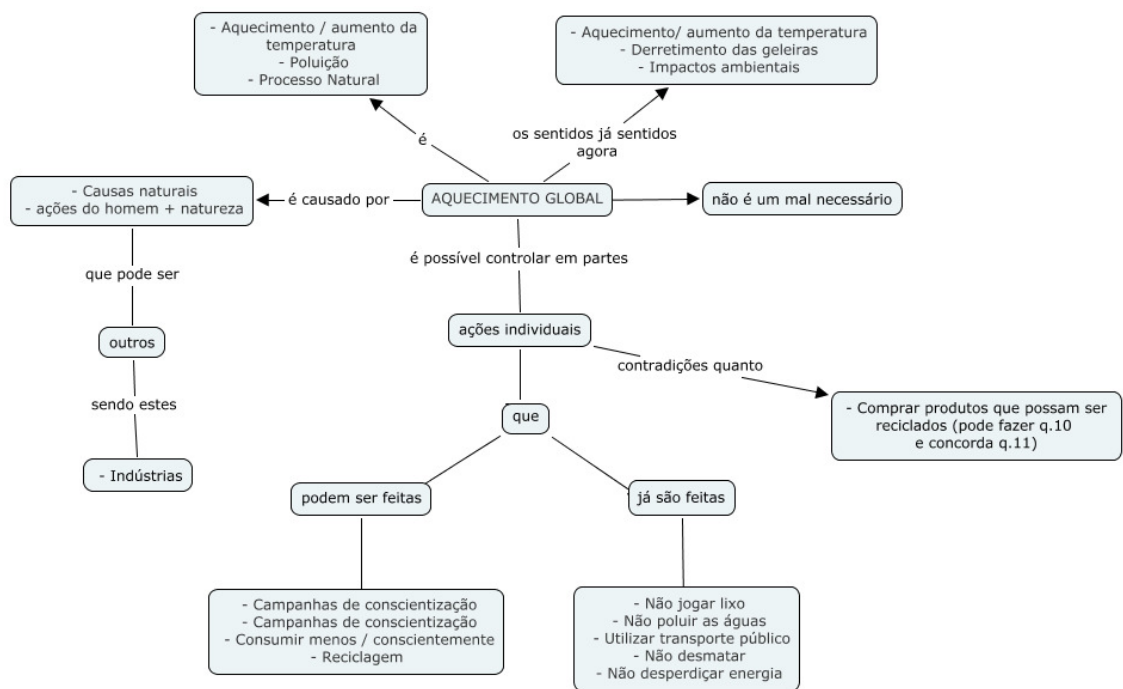 - Aquecimento / aumento da
temperatura
- Poluição
- Processo Natural
- Aquecimento/ aumento da temperatura
- Derretimento das geleiras
- Impactos ambientais
é
os sentidos já sentidos
agora
- Causas naturais
- ações do homem + natureza
é causado por
AQUECIMENTO GLOBAL
não é um mal necessário
é possível controlar em partes
que pode ser
outros
ações individuais
contradições quanto
sendo estes
- Comprar produtos que possam ser
reciclados (pode fazer q.10
e concorda q.11)
que
- Indústrias
podem ser feitas
já são feitas
- Campanhas de conscientização
- Campanhas de conscientização
- Consumir menos / conscientemente
- Reciclagem
- Não jogar lixo
- Não poluir as águas
- Utilizar transporte público
- Não desmatar
- Não desperdiçar energia